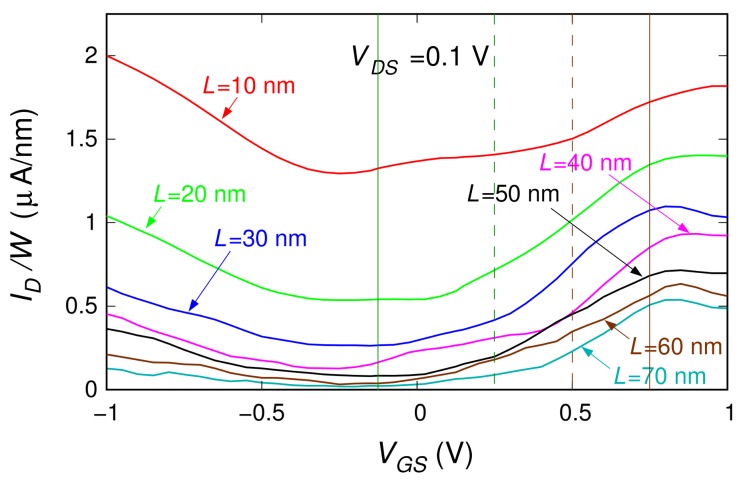 2
V_DS =0.1 V
L=10 nm
1.5
L=40 nm
L=20 nm
L=50 nm
1
L=30 nm
I_D /W (μA/nm)
0.5
L=60 nm
L=70 nm
0
−1
−0.5
0
0.5
1
V_GS (V)